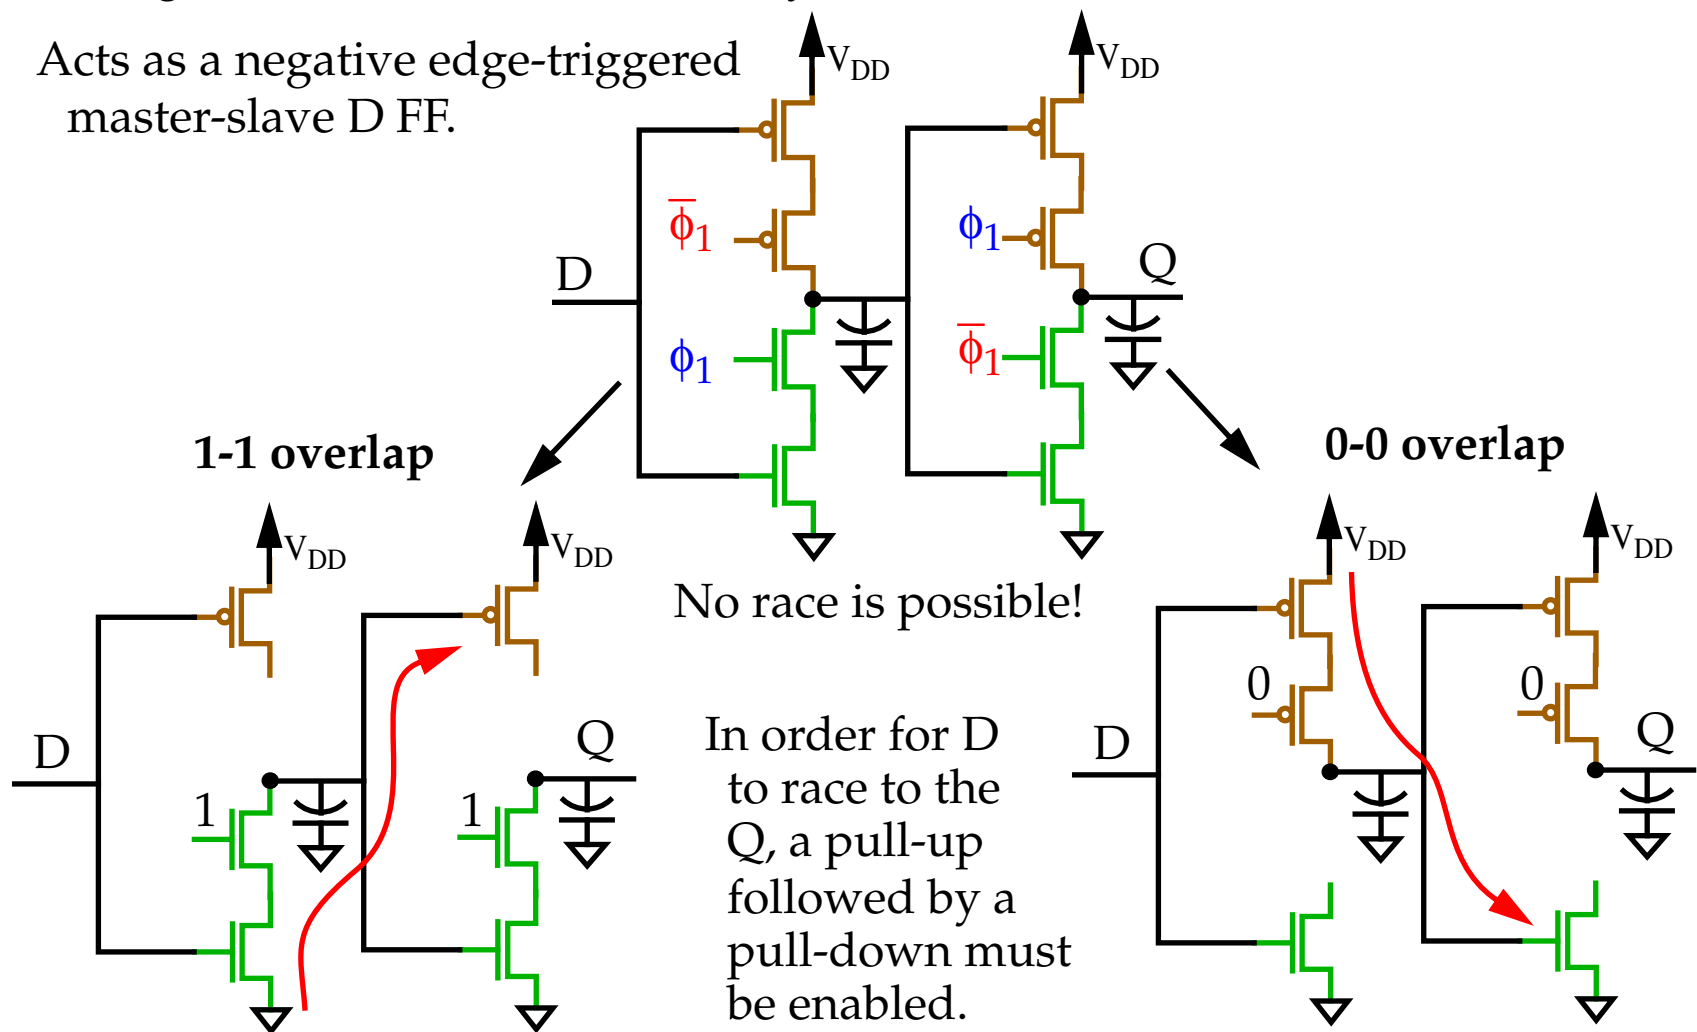 Acts as a negative edge-triggered
master-slave D FF.
VDD
VDD
ϕ̅1
ϕ1
D
Q
ϕ1
ϕ̅1
1-1 overlap
0-0 overlap
VDD
VDD
VDD
VDD
No race is possible!
0
0
In order for D
to race to the
Q, a pull-up
followed by a
pull-down must
be enabled.
D
Q
D
Q
1
1